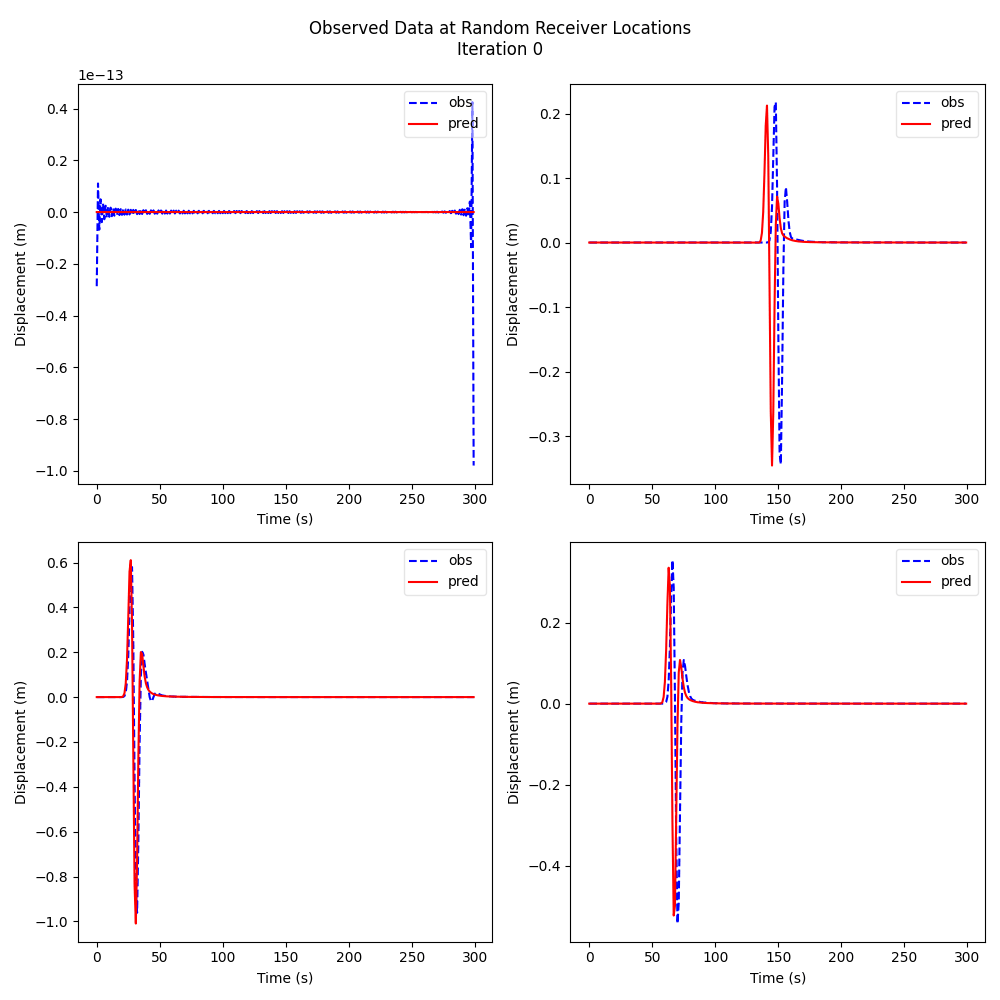 Observed Data at Random Receiver Locations
Iteration 0
1e−13
0.4
0.2
0.0
−0.2
−0.4
−0.6
−0.8
−1.0
0 50 100 150 200 250 300
Time (s)
Displacement (m)
obs
pred
0.2
0.1
0.0
−0.1
−0.2
−0.3
0 50 100 150 200 250 300
Time (s)
Displacement (m)
obs
pred
0.6
0.4
0.2
0.0
−0.2
−0.4
−0.6
−0.8
−1.0
0 50 100 150 200 250 300
Time (s)
Displacement (m)
obs
pred
0.2
0.0
−0.2
−0.4
0 50 100 150 200 250 300
Time (s)
Displacement (m)
obs
pred